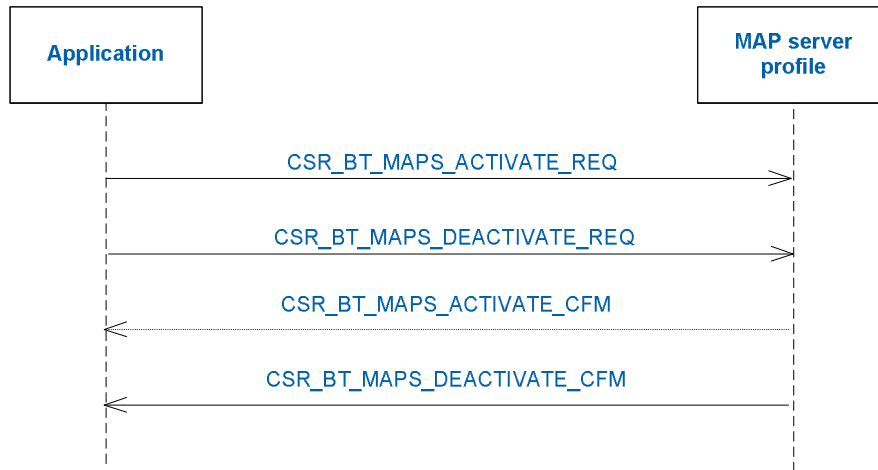 Application
MAP server
profile
CSR_BT_MAPS_ACTIVATE_REQ
CSR_BT_MAPS_DEACTIVATE_REQ
CSR_BT_MAPS_ACTIVATE_CFM
CSR_BT_MAPS_DEACTIVATE_CFM